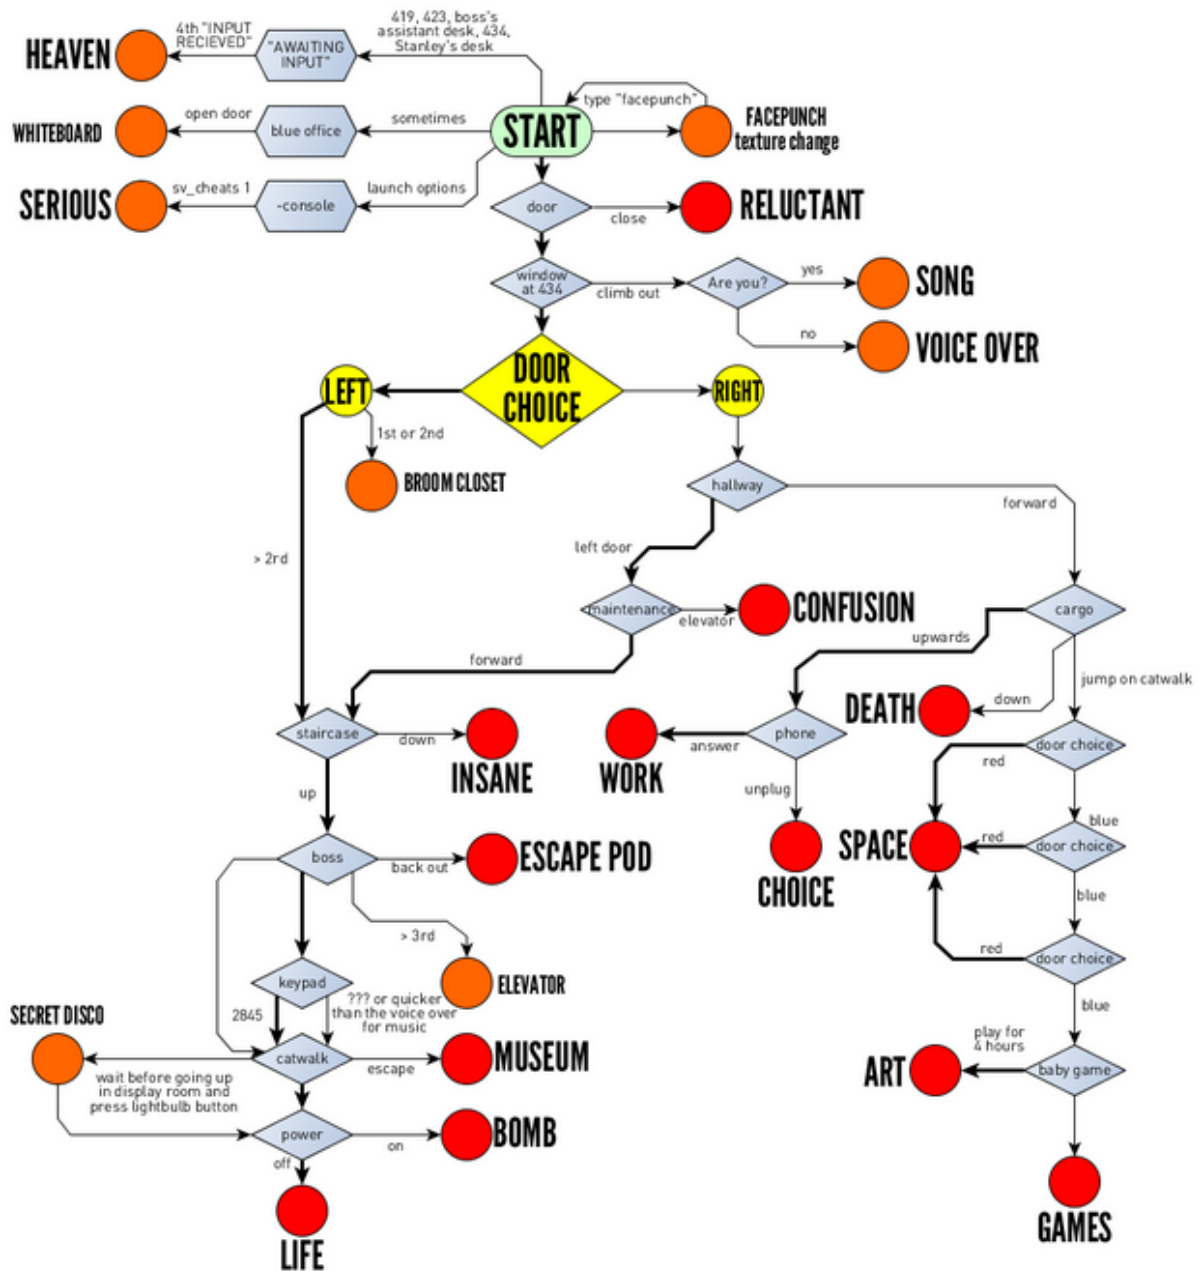 4th "INPUT
RECIEVED"
419, 423, boss's
assistant desk, 434,
Stanley's desk
HEAVEN
"AWAITING
INPUT"
type "facepunch"
WHITEBOARD
open door
blue office
sometimes
START
FACEPUNCH
texture change
SERIOUS
sv_cheats 1
-console
launch options
door
close
RELUCTANT
window
at 434
climb out
Are you?
yes
SONG
no
VOICE OVER
DOOR
CHOICE
LEFT
RIGHT
1st or 2nd
BROOM CLOSET
hallway
forward
> 2rd
left door
maintenance
elevator
CONFUSION
cargo
upwards
forward
jump on catwalk
DEATH
down
staircase
down
INSANE
WORK
answer
phone
door choice
red
unplug
up
blue
boss
back out
ESCAPE POD
CHOICE
SPACE
red
door choice
blue
> 3rd
red
door choice
keypad
ELEVATOR
2845
??? or quicker
than the voice over
for music
blue
SECRET DISCO
play for
4 hours
catwalk
escape
MUSEUM
ART
baby game
wait before going up
in display room and
press lightbulb button
power
on
BOMB
off
LIFE
GAMES